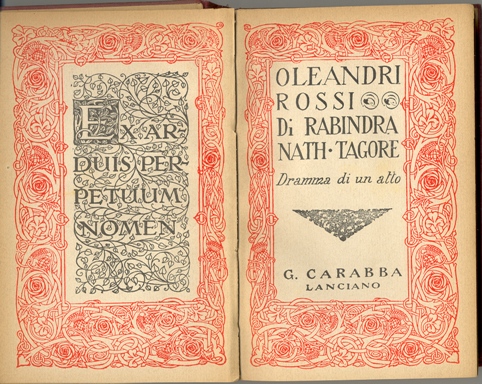 EX AR-
DUIS PER-
PETUUM
NOMEN
OLEANDRI
ROSSI
Di RABINDRA
NATH·TAGORE
Dramma di un atto
G. CARABBA
LANCIANO